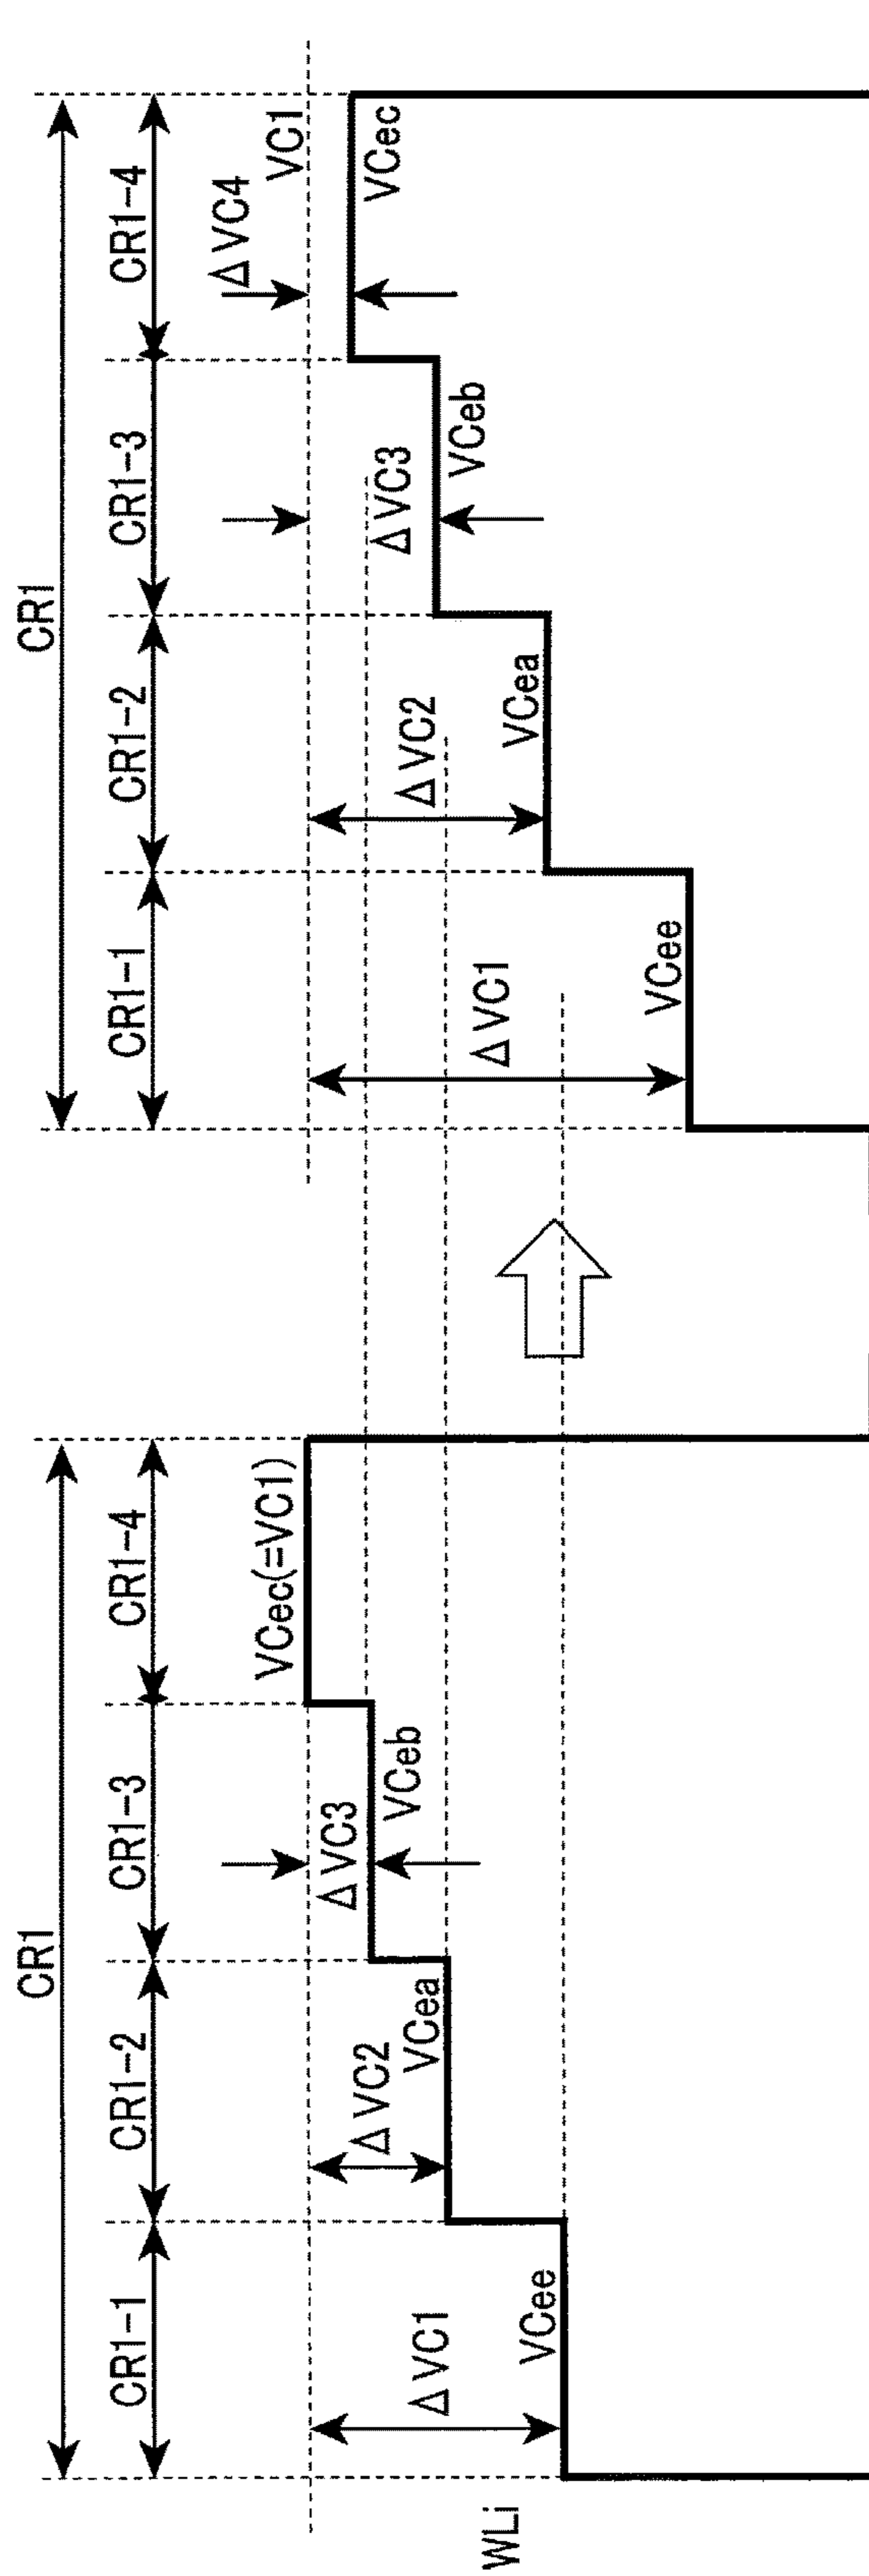 CR1
CR1-1
CR1-2
CR1-3
CR1-4
VCec(=VC1)
ΔVC3
VCeb
ΔVC2
VCea
ΔVC1
VCee
WLi
CR1
CR1-1
CR1-2
CR1-3
CR1-4
ΔVC4
VC1
VCec
ΔVC3
VCeb
ΔVC2
VCea
ΔVC1
VCee